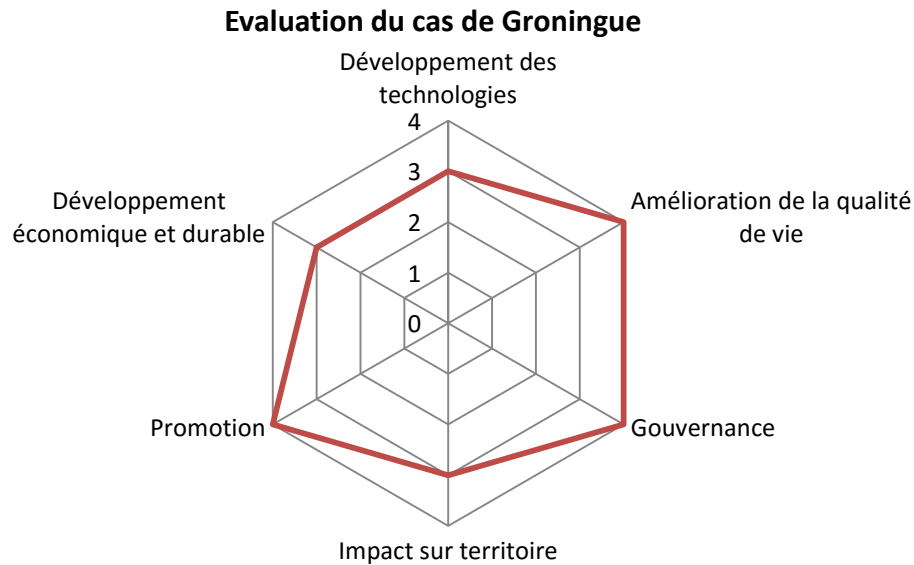 Evaluation du cas de Groningue
Développement des
technologies
4
3
2
1
0
Amélioration de la qualité
de vie
Gouvernance
Impact sur territoire
Promotion
Développement
économique et durable